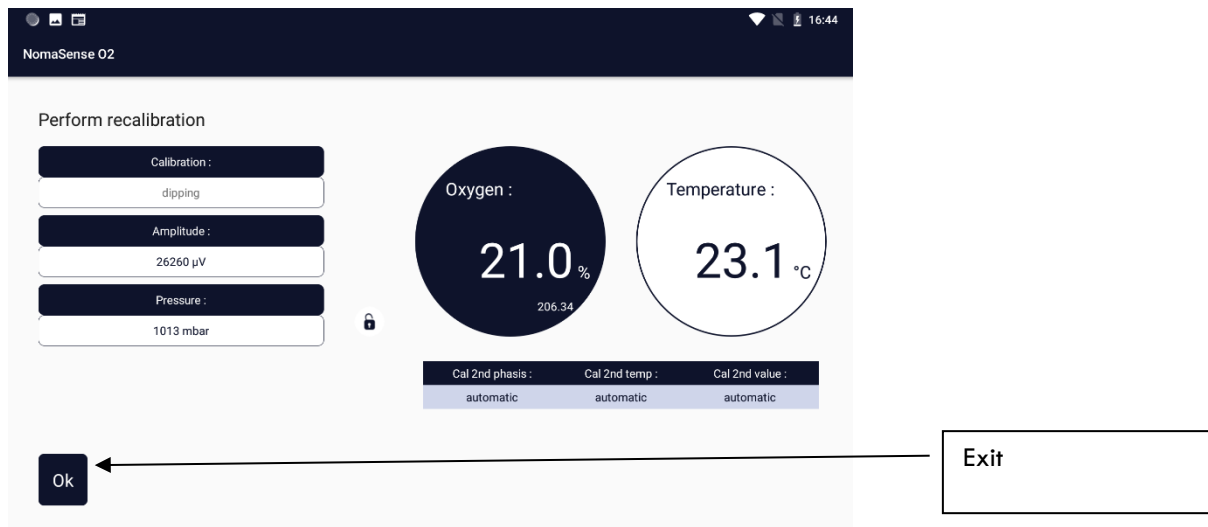 16:44
NomaSense O2
Perform recalibration
Calibration :
dipping
Amplitude :
26260 µV
Pressure :
1013 mbar
Oxygen :
21.0 %
206.34
Temperature :
23.1 °C
Cal 2nd phasis : Cal 2nd temp : Cal 2nd value :
automatic automatic automatic
Ok
Exit